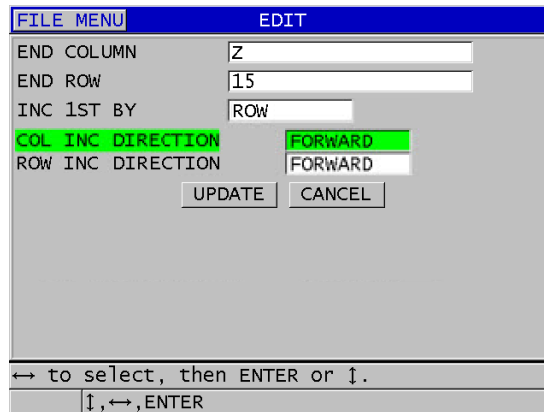 FILE MENU EDIT
END COLUMN Z
END ROW 15
INC 1ST BY ROW
COL INC DIRECTION FORWARD
ROW INC DIRECTION FORWARD
UPDATE CANCEL
↔ to select, then ENTER or ↕.
↕,↔,ENTER